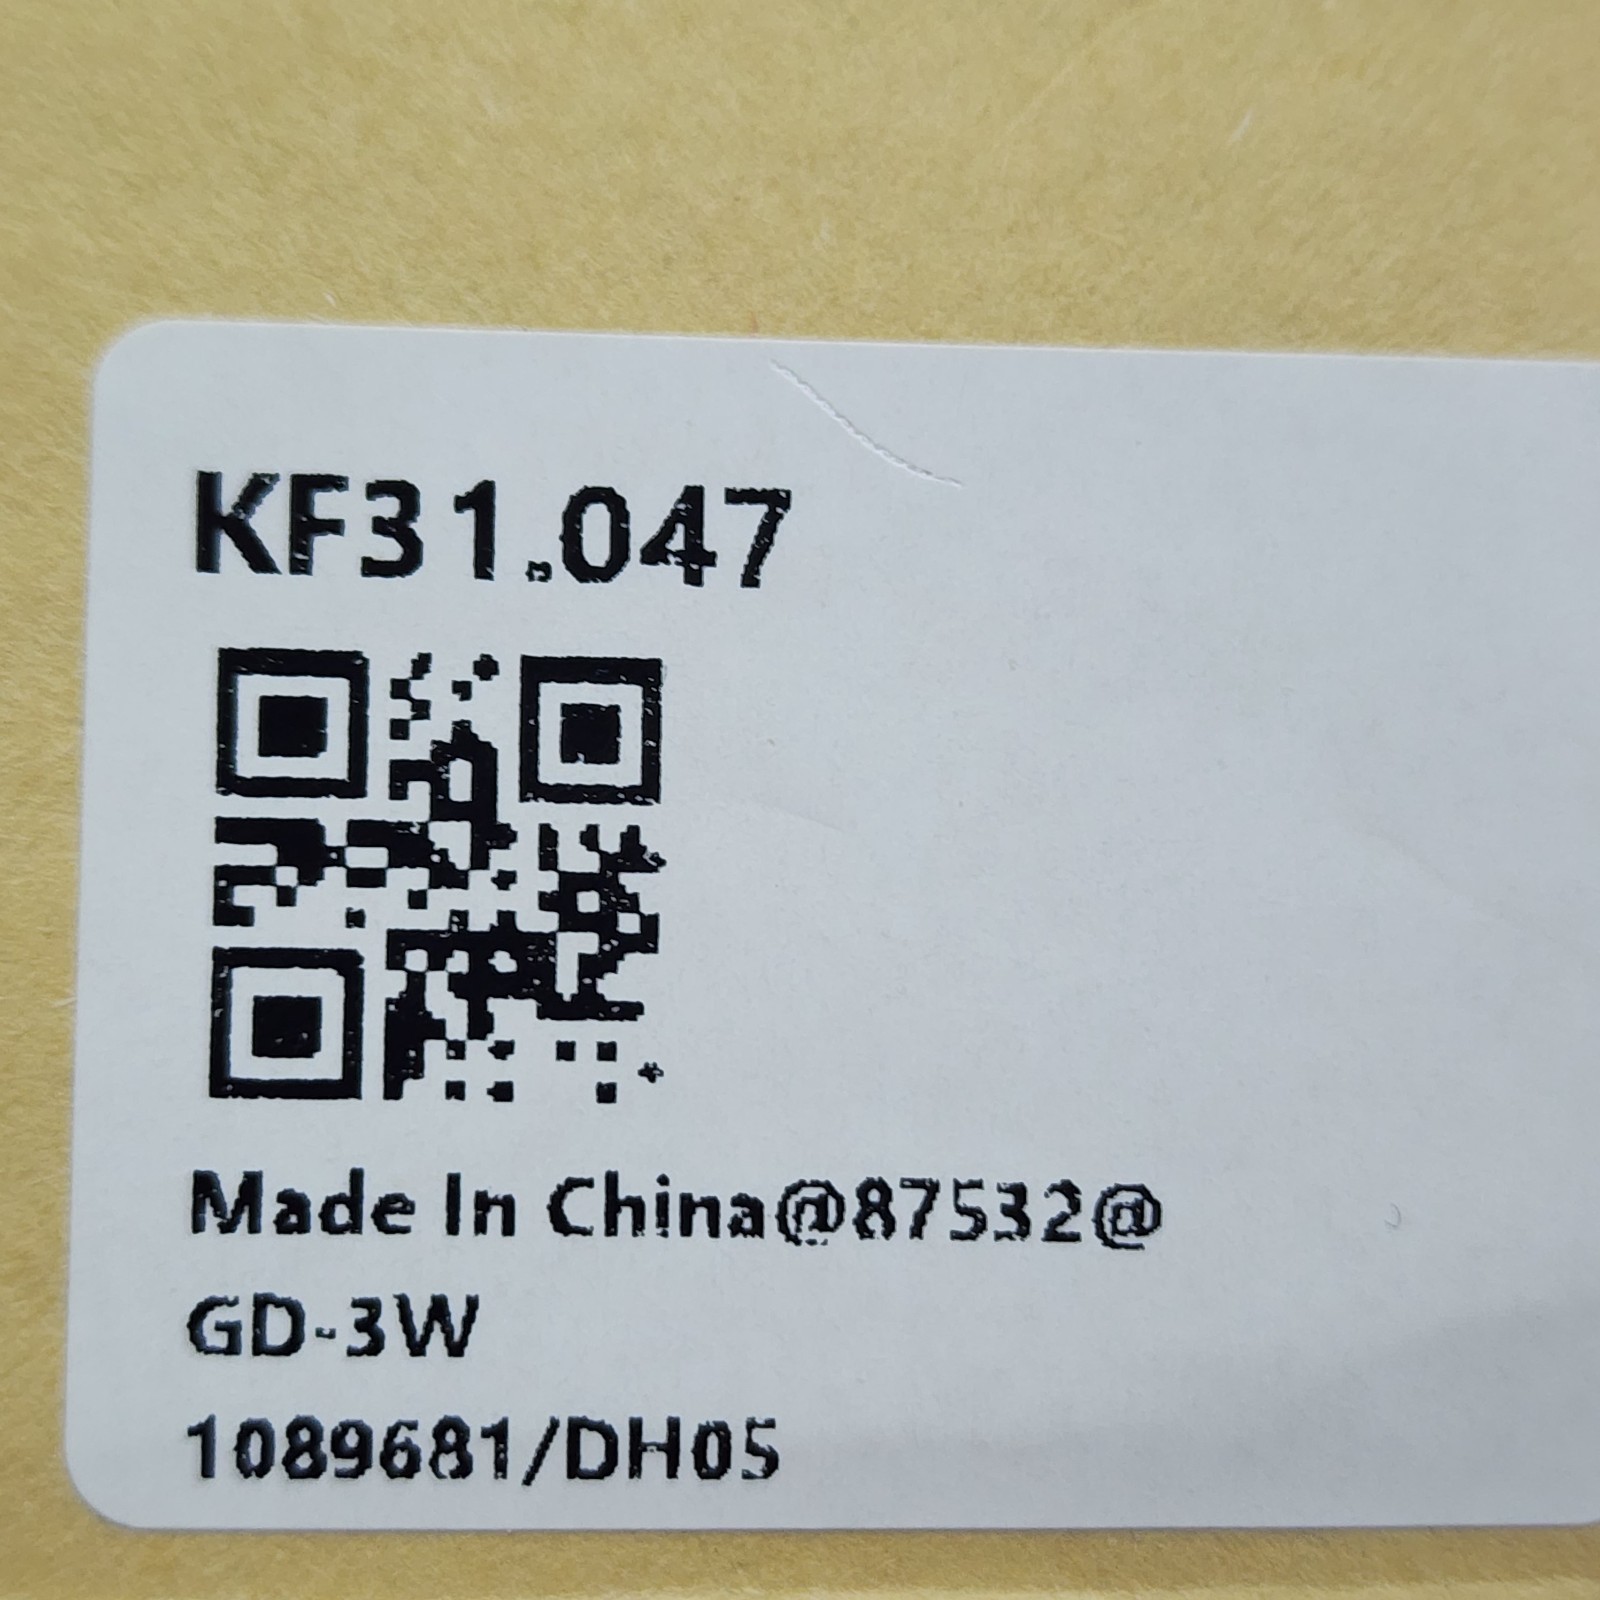 KF31.047
Made In China@87532@
GD-3W
1089681/DH05